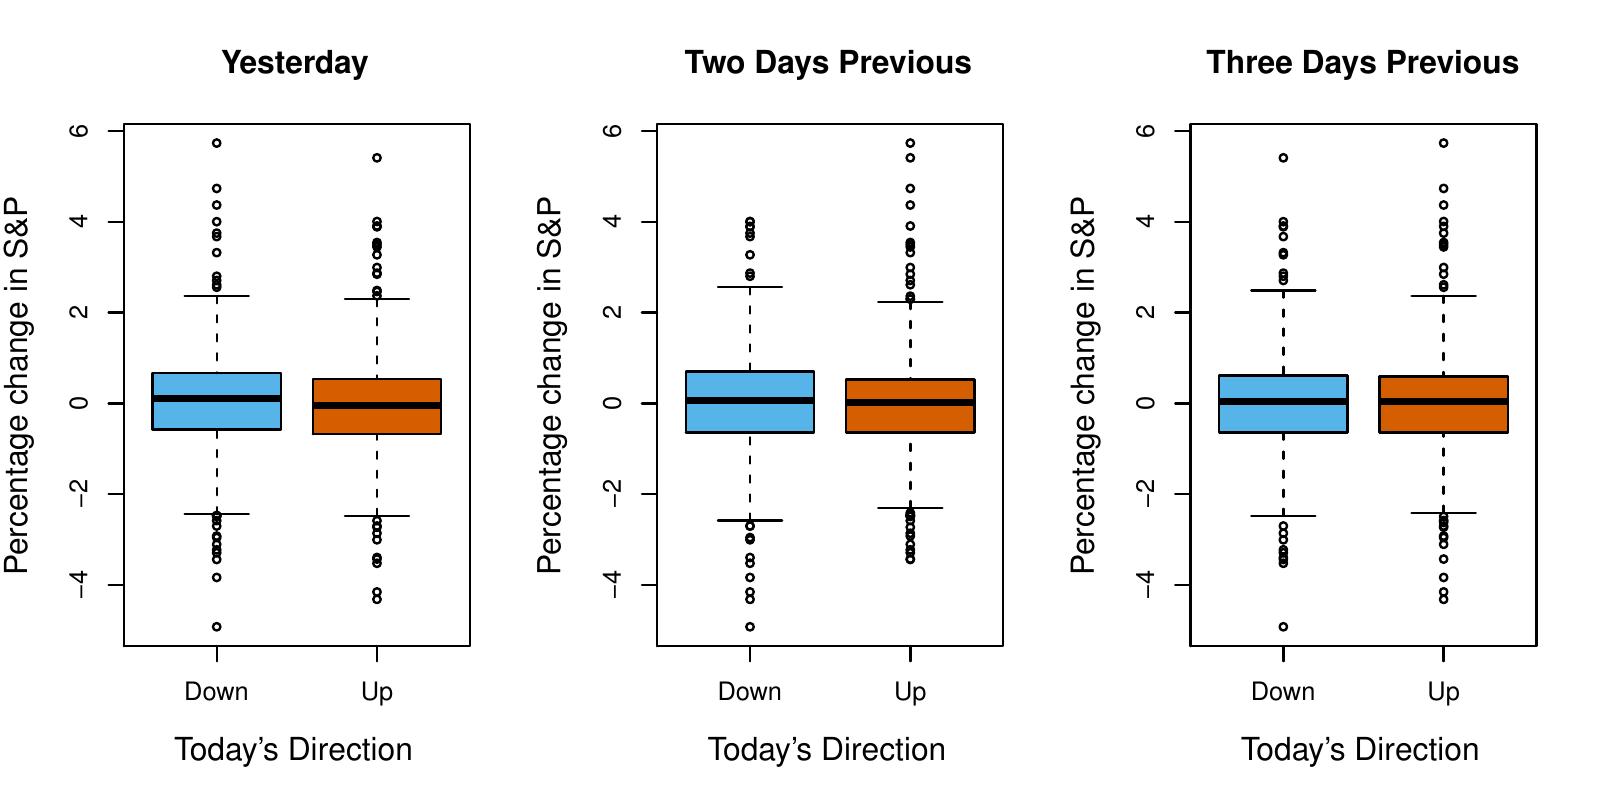 Yesterday
Percentage change in S&P
6
4
2
0
−2
−4
Down Up
Today’s Direction
Two Days Previous
Percentage change in S&P
6
4
2
0
−2
−4
Down Up
Today’s Direction
Three Days Previous
Percentage change in S&P
6
4
2
0
−2
−4
Down Up
Today’s Direction